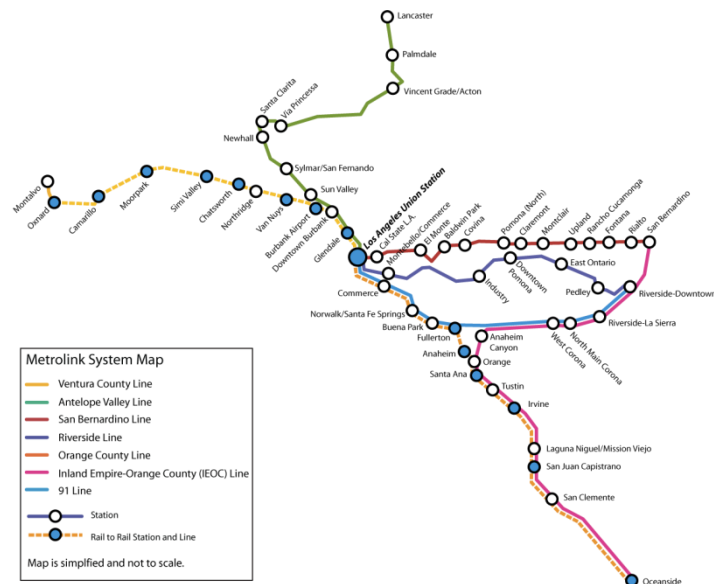 Lancaster
Palmdale
Vincent Grade/Acton
Santa Clarita
Via Princessa
Newhall
Sylmar/San Fernando
Sun Valley
Montalvo
Oxnard
Camarillo
Moorpark
Simi Valley
Chatsworth
Northridge
Van Nuys
Burbank Airport
Downtown Burbank
Glendale
Los Angeles Union Station
Cal State L.A.
Montebello/Commerce
El Monte
Baldwin Park
Covina
Pomona (North)
Claremont
Montclair
Upland
Rancho Cucamonga
Fontana
Rialto
San Bernardino
Industry
Downtown
Pomona
East Ontario
Pedley
Riverside-Downtown
Commerce
Norwalk/Santa Fe Springs
Buena Park
Fullerton
Anaheim
Santa Ana
Anaheim
Canyon
Orange
West Corona
North Main Corona
Riverside-La Sierra
Tustin
Irvine
Laguna Niguel/Mission Viejo
San Juan Capistrano
San Clemente
Oceanside
Metrolink System Map
Ventura County Line
Antelope Valley Line
San Bernardino Line
Riverside Line
Orange County Line
Inland Empire-Orange County (IEOC) Line
91 Line
Station
Rail to Rail Station and Line
Map is simplfied and not to scale.